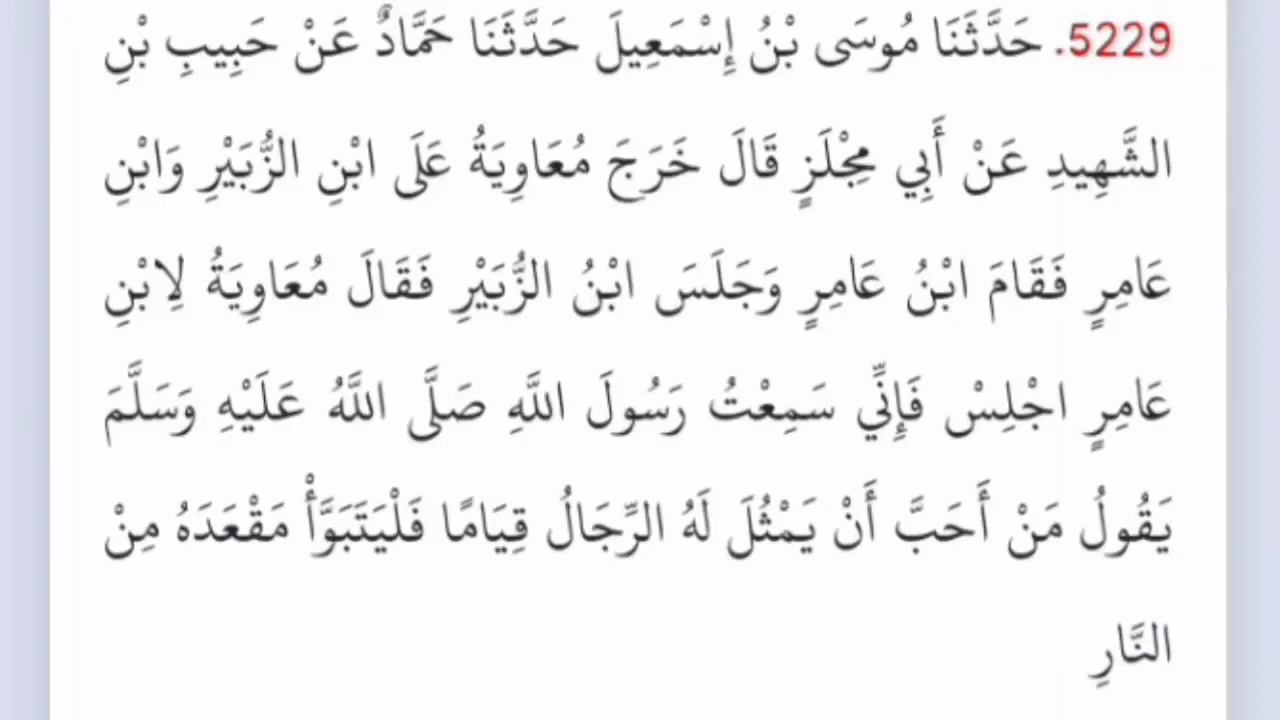 5229. حَدَّثَنَا مُوسَى بْنُ إِسْمَعِيلَ حَدَّثَنَا حَمَّادٌ عَنْ حَبِيبِ بْنِ
الشَّهِيدِ عَنْ أَبِي مِجْلَزٍ قَالَ خَرَجَ مُعَاوِيَةُ عَلَى ابْنِ الزُّبَيْرِ وَابْنِ
عَامِرٍ فَقَامَ ابْنُ عَامِرٍ وَجَلَسَ ابْنُ الزُّبَيْرِ فَقَالَ مُعَاوِيَةُ لِابْنِ
عَامِرٍ اجْلِسْ فَإِنِّي سَمِعْتُ رَسُولَ اللَّهِ صَلَّى اللَّهُ عَلَيْهِ وَسَلَّمَ
يَقُولُ مَنْ أَحَبَّ أَنْ يَمْثُلَ لَهُ الرِّجَالُ قِيَامًا فَلْيَتَبَوَّأْ مَقْعَدَهُ مِنْ
النَّارِ